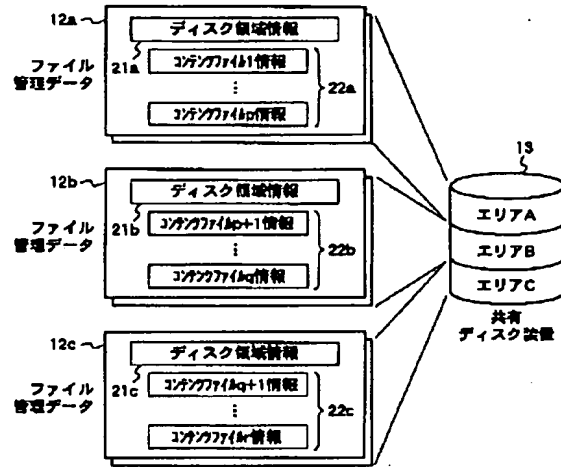 12a
ディスク領域情報
ファイル
管理データ
21a
コンテンツファイル1情報
⋮
コンテンツファイルp情報
22a
12b
ディスク領域情報
ファイル
管理データ
21b
コンテンツファイルp+1情報
⋮
コンテンツファイルq情報
22b
12c
ディスク領域情報
ファイル
管理データ
21c
コンテンツファイルq+1情報
⋮
コンテンツファイルr情報
22c
13
エリアA
エリアB
エリアC
共有
ディスク装置